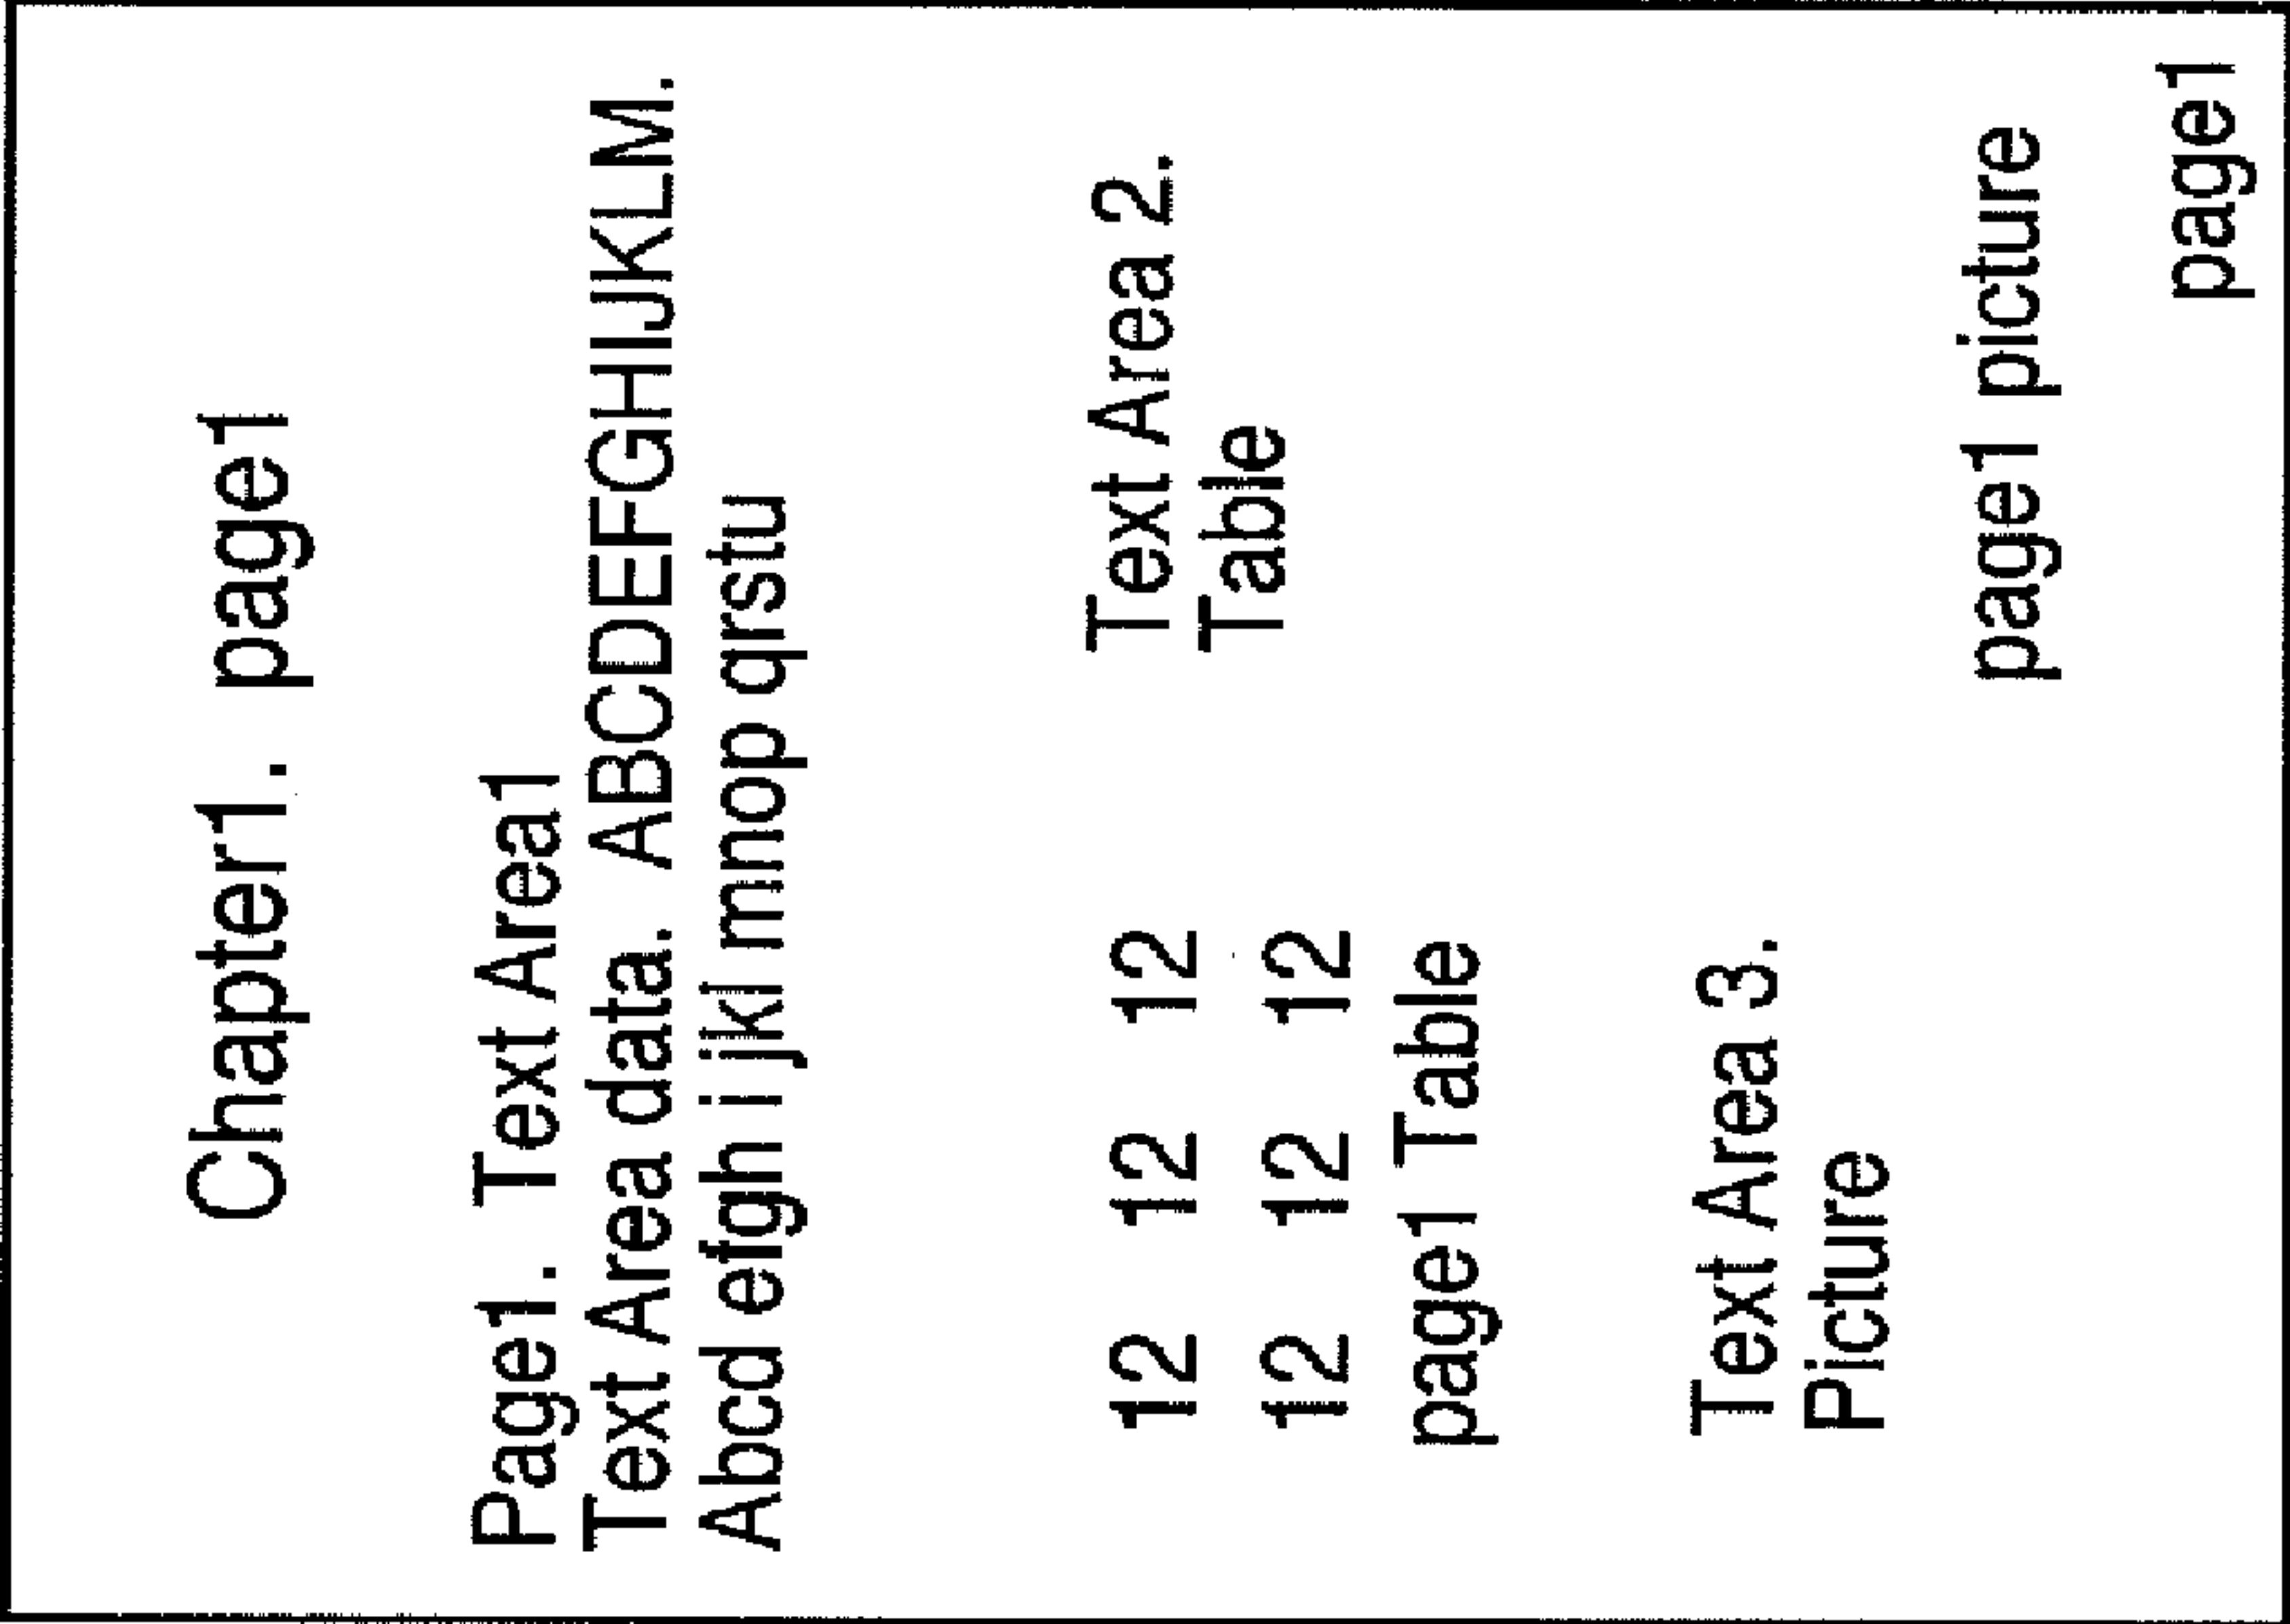 Chapter1. page1
Page1. Text Area1
Text Area data. ABCDEFGHIJKLM.
Abcd efgh i jkl mnop qrstu
12 12 12
12 12 12
page1 Table
Text Area 2.
Table
Text Area 3.
Picture
page1 picture
page1